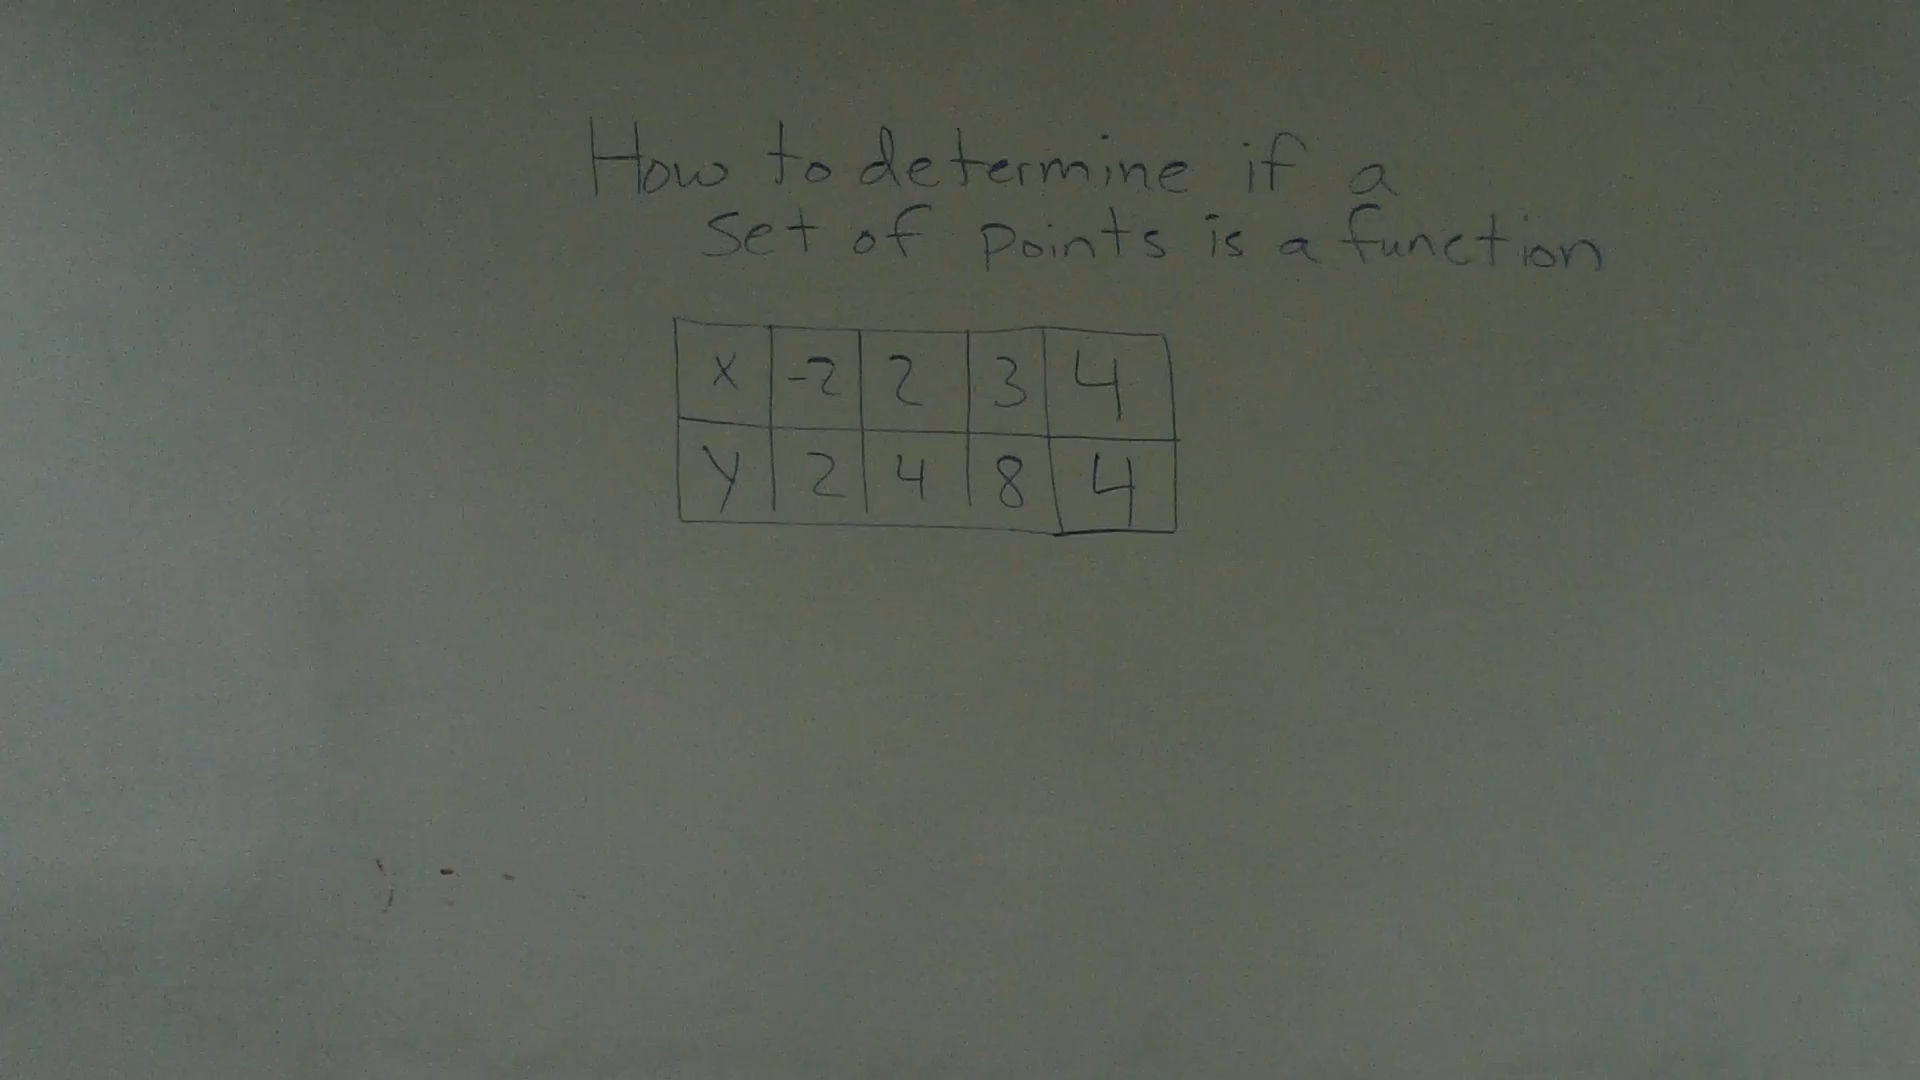 How to determine if a
set of points is a function
x -2 2 3 4
y 2 4 8 4